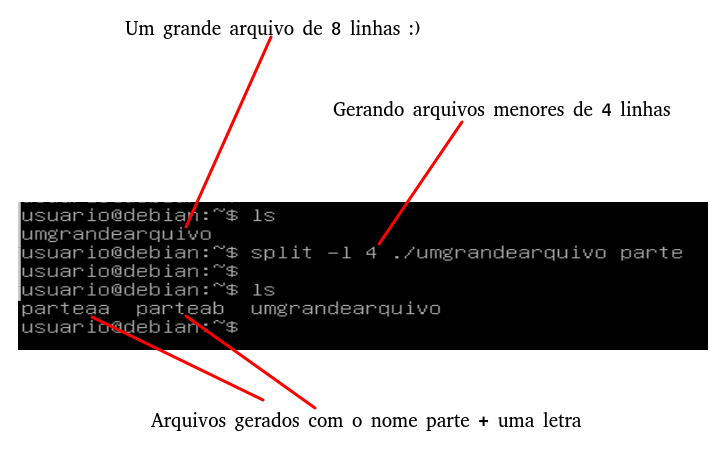 Um grande arquivo de 8 linhas :)
Gerando arquivos menores de 4 linhas
usuario@debian:~$ ls
umgrandearquivo
usuario@debian:~$ split -l 4 ./umgrandearquivo parte
usuario@debian:~$
usuario@debian:~$ ls
parteaa  parteab  umgrandearquivo
usuario@debian:~$
Arquivos gerados com o nome parte + uma letra